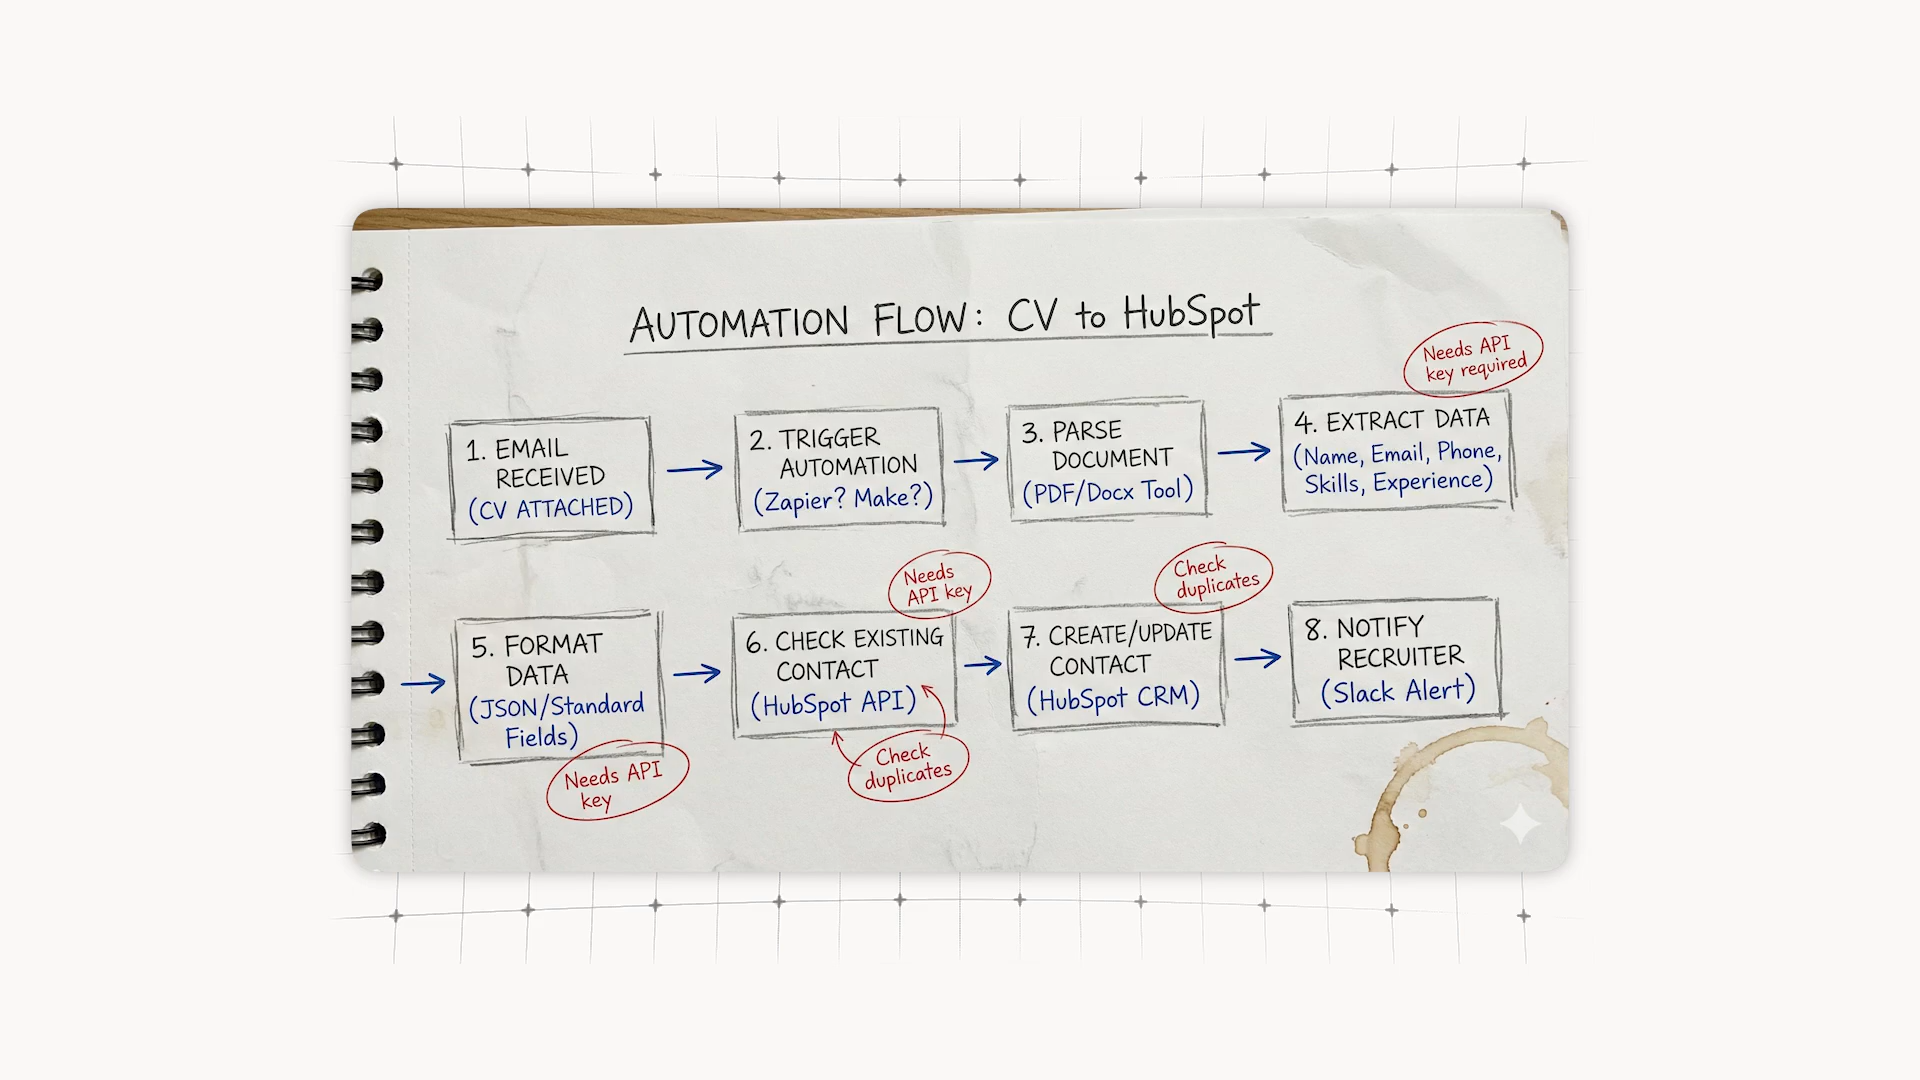 AUTOMATION FLOW: CV to HubSpot
1. EMAIL
RECEIVED
(CV ATTACHED)
2. TRIGGER
AUTOMATION
(Zapier? Make?)
3. PARSE
DOCUMENT
(PDF/Docx Tool)
Needs API
key required
4. EXTRACT DATA
(Name, Email, Phone,
Skills, Experience)
5. FORMAT
DATA
(JSON/Standard
Fields)
Needs API
key
Needs
API key
6. CHECK EXISTING
CONTACT
(HubSpot API)
Check
duplicates
Check
duplicates
7. CREATE/UPDATE
CONTACT
(HubSpot CRM)
8. NOTIFY
RECRUITER
(Slack Alert)